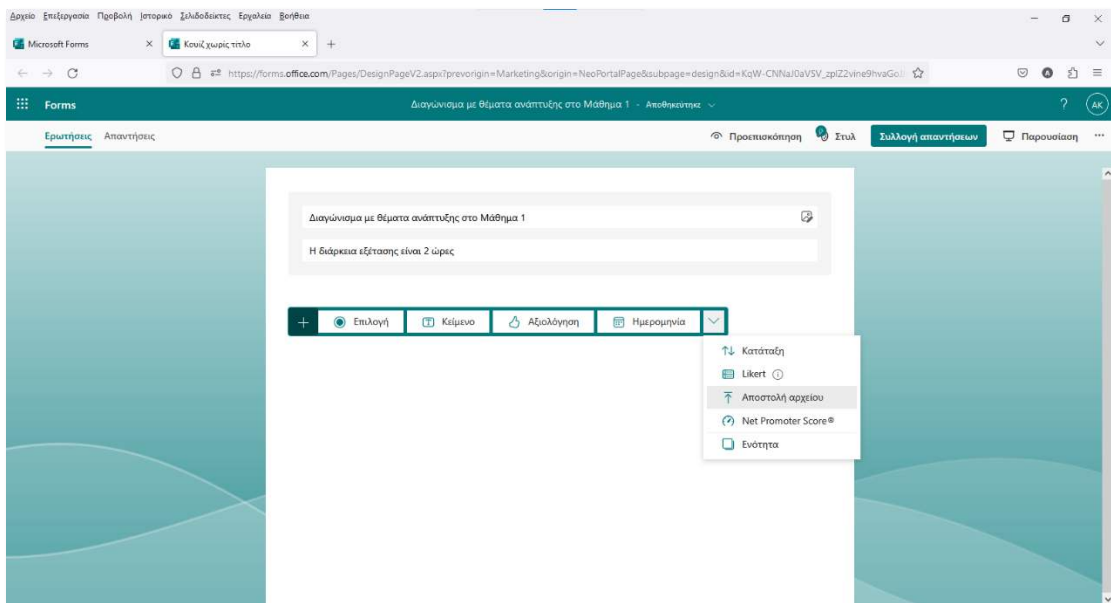 Αρχείο Επεξεργασία Προβολή Ιστορικό Σελιδοδείκτες Εργαλεία Βοήθεια
Microsoft Forms
Κουίζ χωρίς τίτλο
https://forms.office.com/Pages/DesignPageV2.aspx?prevorigin=Marketing&origin=NeoPortalPage&subpage=design&id=
Forms
Διαγώνισμα με θέματα ανάπτυξης στο Μάθημα 1 - Αποθηκεύτηκε
? AK
Ερωτήσεις Απαντήσεις
Προεπισκόπηση Στυλ Συλλογή απαντήσεων Παρουσίαση ...
Διαγώνισμα με θέματα ανάπτυξης στο Μάθημα 1
Η διάρκεια εξέτασης είναι 2 ώρες
Επιλογή Κείμενο Αξιολόγηση Ημερομηνία
Κατάταξη
Likert
Αποστολή αρχείου
Net Promoter Score®
Ενότητα